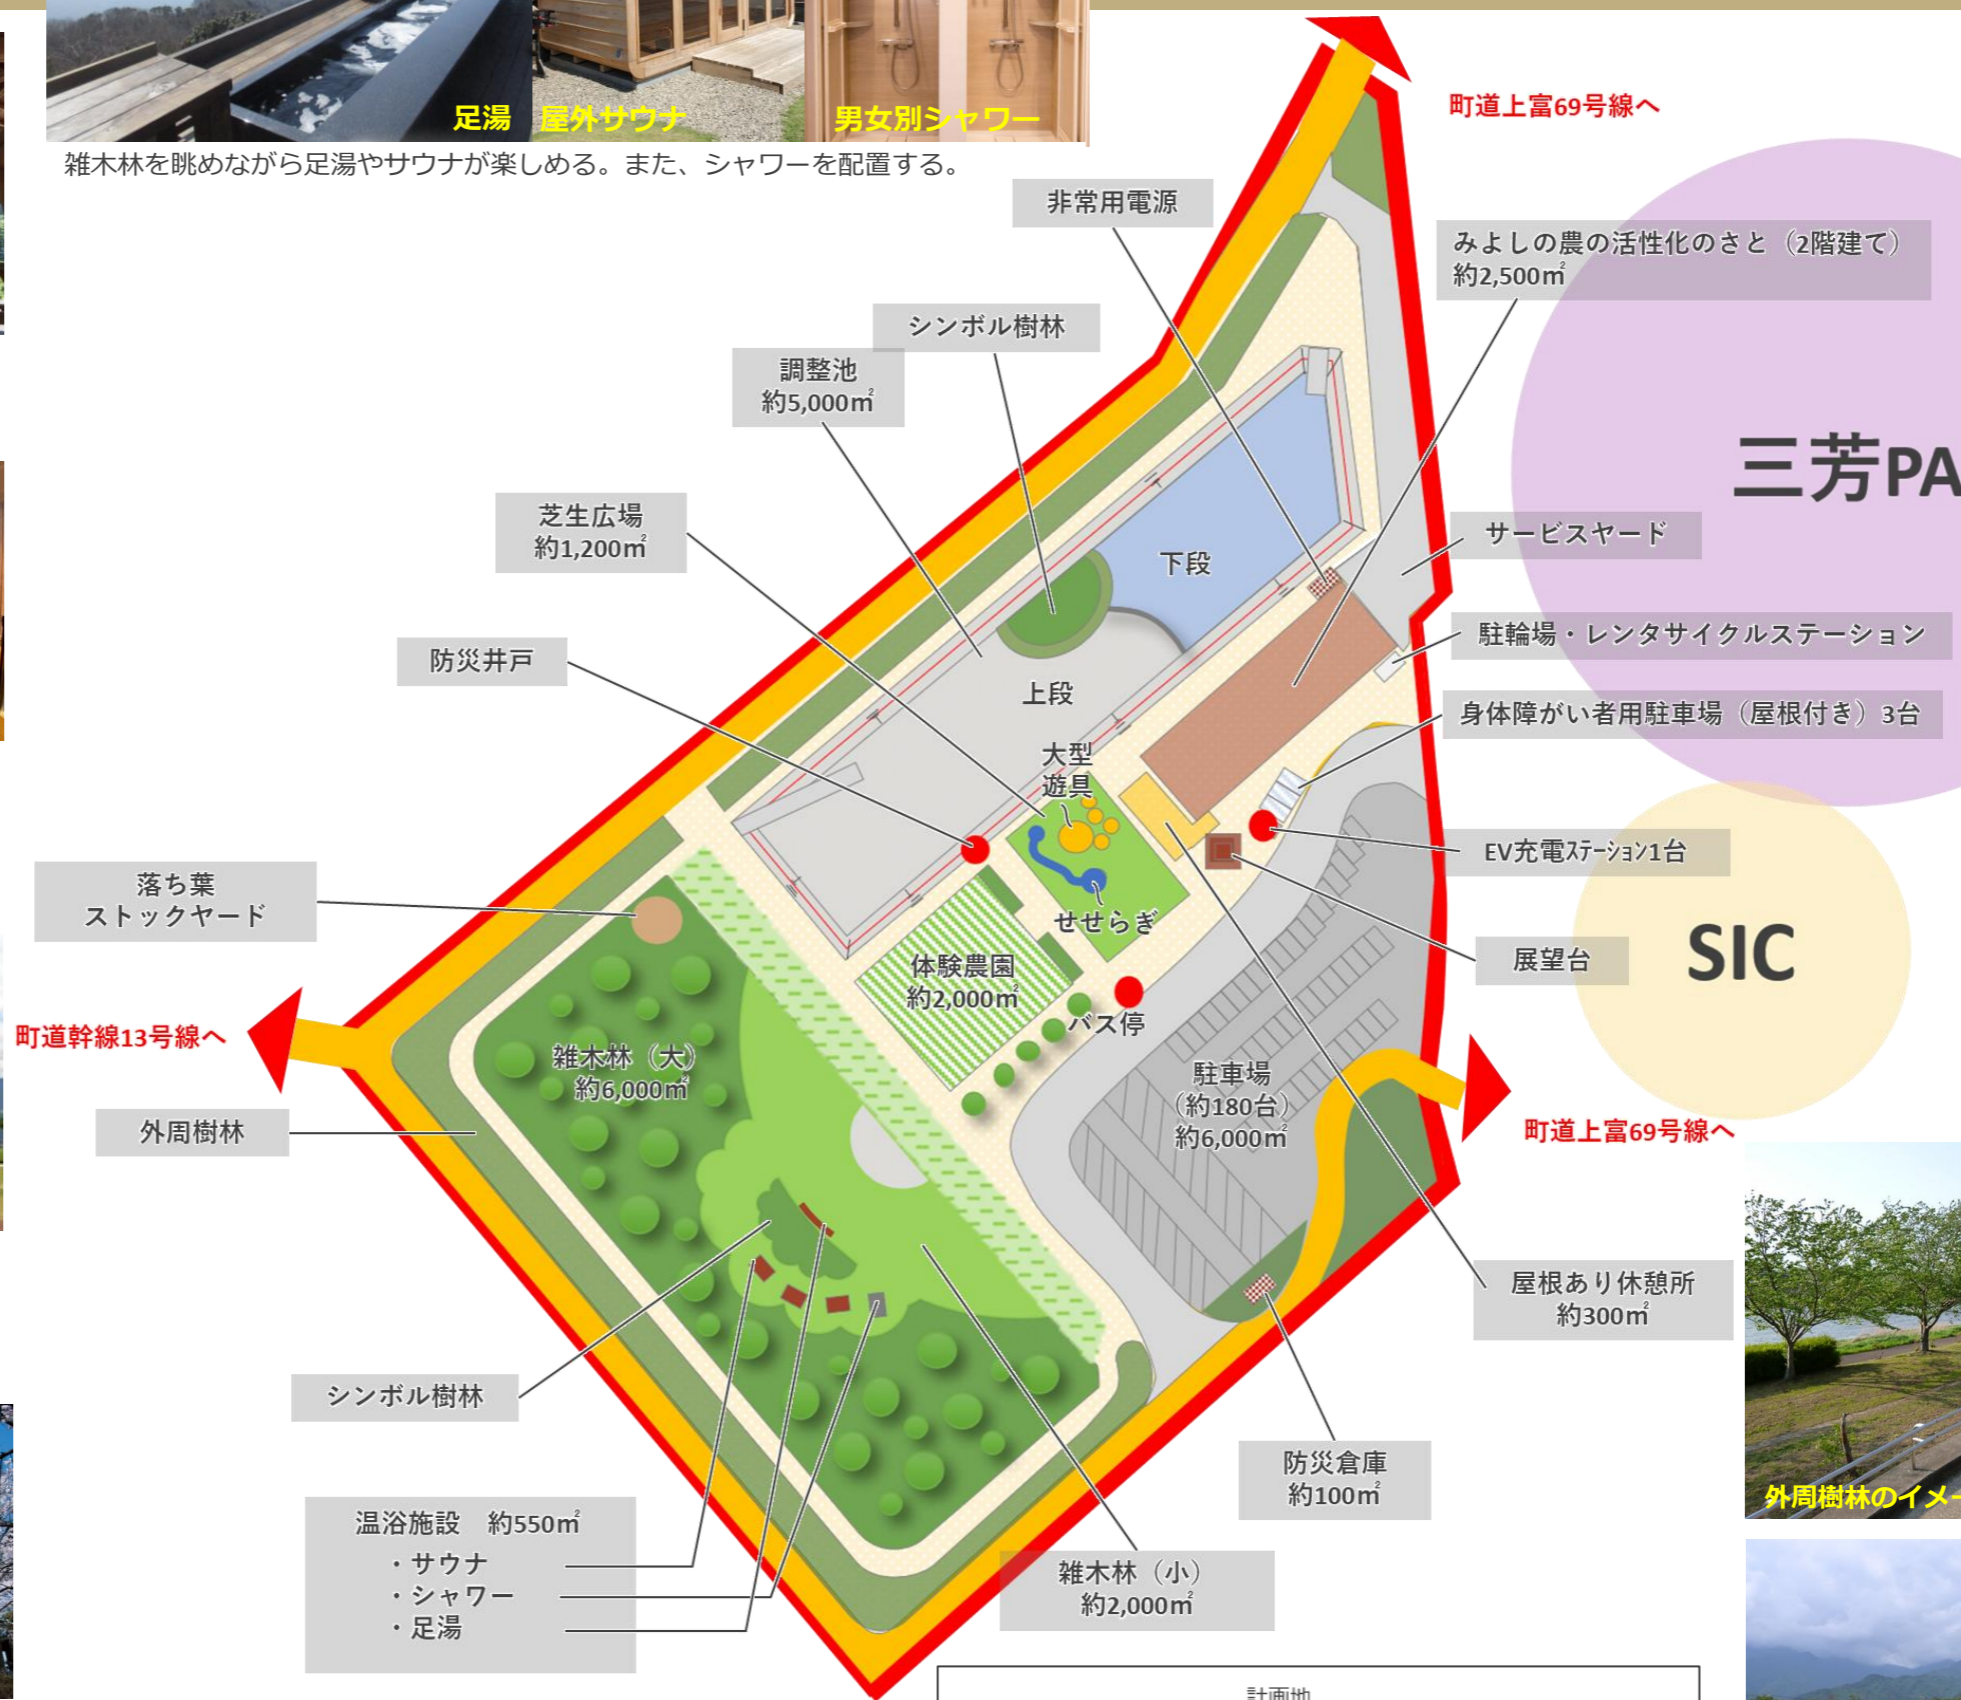 足湯
屋外サウナ
男女別シャワー
雑木林を眺めながら足湯やサウナが楽しめる。また、シャワーを配置する。
町道上富69号線へ
非常用電源
みよしの農の活性化のさと（2階建て）
約2,500㎡
シンボル樹林
調整池
約5,000㎡
三芳PA
芝生広場
約1,200㎡
サービスヤード
下段
防災井戸
駐輪場・レンタサイクルステーション
上段
身体障がい者用駐車場（屋根付き）3台
大型
遊具
EV充電ｽﾃｰｼｮﾝ1台
落ち葉
ストックヤード
せせらぎ
展望台
SIC
体験農園
約2,000㎡
バス停
町道幹線13号線へ
雑木林（大）
約6,000㎡
駐車場
（約180台）
約6,000㎡
外周樹林
町道上富69号線へ
屋根あり休憩所
約300㎡
シンボル樹林
防災倉庫
約100㎡
外周樹林のイメー
温浴施設　約550㎡
・サウナ
・シャワー
・足湯
雑木林（小）
約2,000㎡
計画地